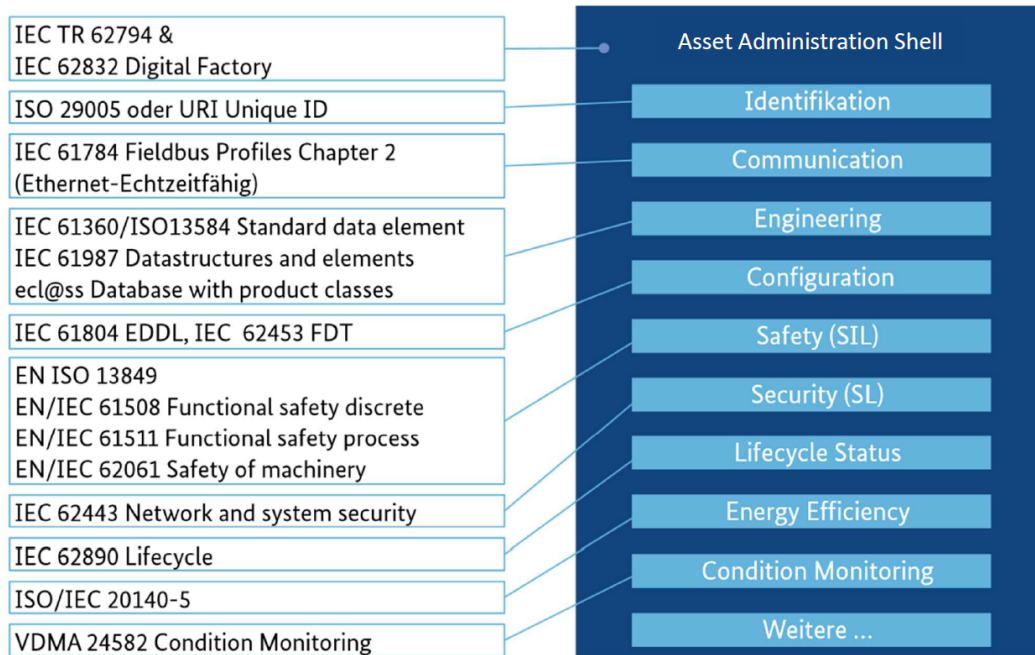 IEC TR 62794 &
IEC 62832 Digital Factory
ISO 29005 oder URI Unique ID
IEC 61784 Fieldbus Profiles Chapter 2
(Ethernet-Echtzeitfähig)
IEC 61360/ISO13584 Standard data element
IEC 61987 Datastructures and elements
ecl@ss Database with product classes
IEC 61804 EDDL, IEC 62453 FDT
EN ISO 13849
EN/IEC 61508 Functional safety discrete
EN/IEC 61511 Functional safety process
EN/IEC 62061 Safety of machinery
IEC 62443 Network and system security
IEC 62890 Lifecycle
ISO/IEC 20140-5
VDMA 24582 Condition Monitoring
Asset Administration Shell
Identifikation
Communication
Engineering
Configuration
Safety (SIL)
Security (SL)
Lifecycle Status
Energy Efficiency
Condition Monitoring
Weitere ...